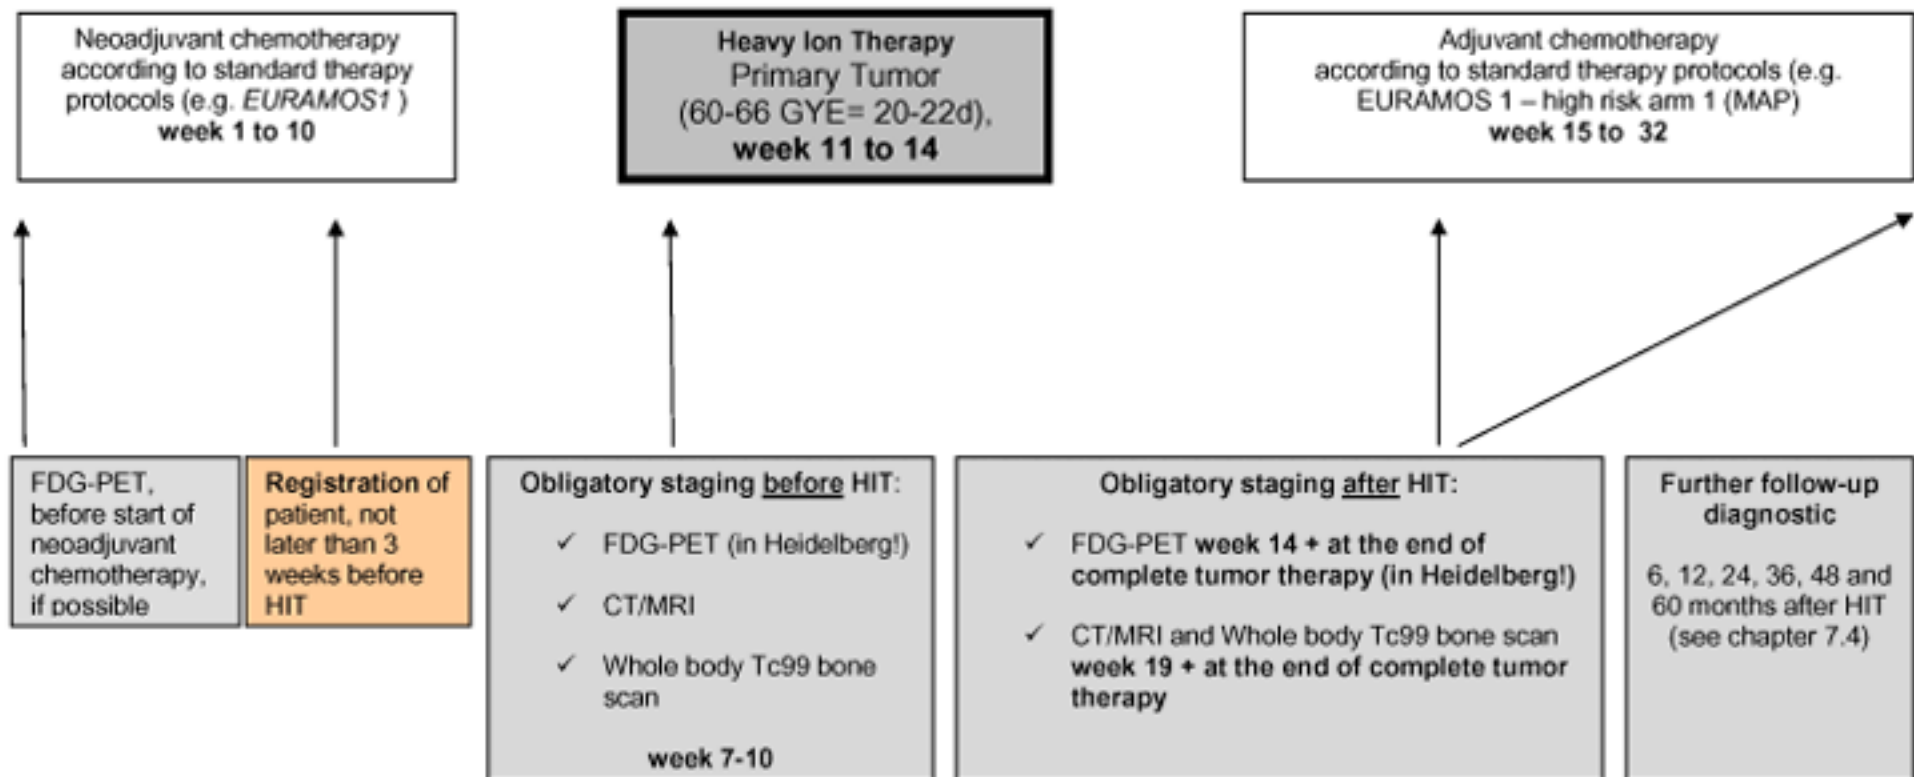 Neoadjuvant chemotherapy
according to standard therapy
protocols (e.g. EURAMOS1 )
week 1 to 10
Heavy Ion Therapy
Primary Tumor
(60-66 GYE= 20-22d),
week 11 to 14
Adjuvant chemotherapy
according to standard therapy protocols (e.g.
EURAMOS 1 – high risk arm 1 (MAP)
week 15 to 32
FDG-PET,
before start of
neoadjuvant
chemotherapy,
if possible
Registration of
patient, not
later than 3
weeks before
HIT
Obligatory staging before HIT:
✓ FDG-PET (in Heidelberg!)
✓ CT/MRI
✓ Whole body Tc99 bone
scan
week 7-10
Obligatory staging after HIT:
✓ FDG-PET week 14 + at the end of
complete tumor therapy (in Heidelberg!)
✓ CT/MRI and Whole body Tc99 bone scan
week 19 + at the end of complete tumor
therapy
Further follow-up
diagnostic
6, 12, 24, 36, 48 and
60 months after HIT
(see chapter 7.4)